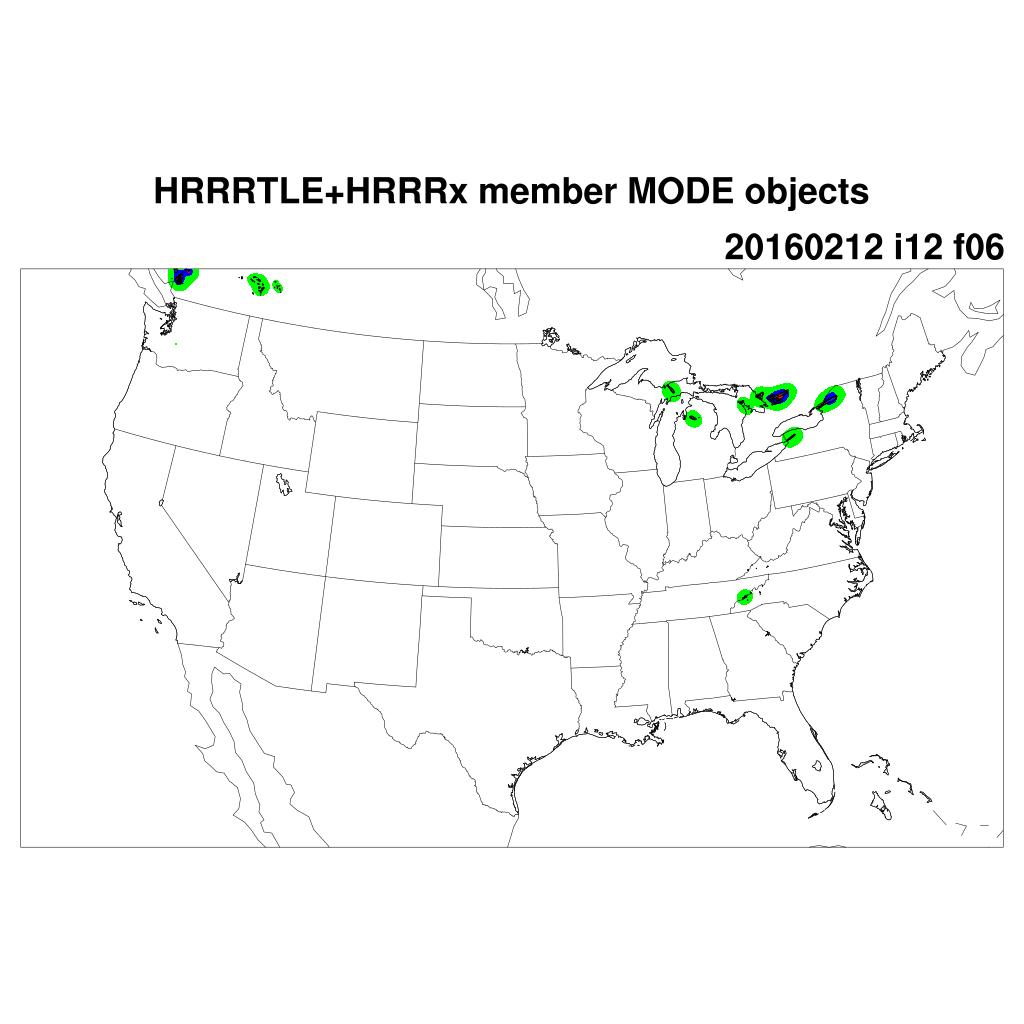 HRRRTLE+HRRRx member MODE objects
20160212 i12 f06